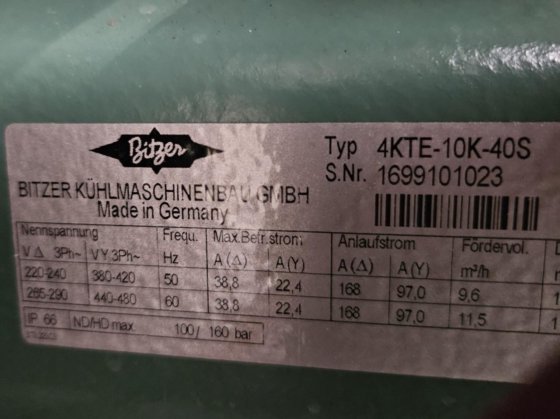 Bitzer
Typ 4KTE-10K-40S
S.Nr. 1699101023
BITZER KÜHLMASCHINENBAU GMBH
Made in Germany
Nennspannung Frequ. Max.Betr.strom Anlaufstrom Fördervol.
V Δ 3Ph~ VY 3Ph~ Hz A(Δ) A(Y) A(Δ) A(Y) m³/h
220-240 380-420 50 38,8 22,4 168 97,0 9,6
265-290 440-480 60 38,8 22,4 168 97,0 11,5
IP 66 ND/HD max 100/ 160 bar